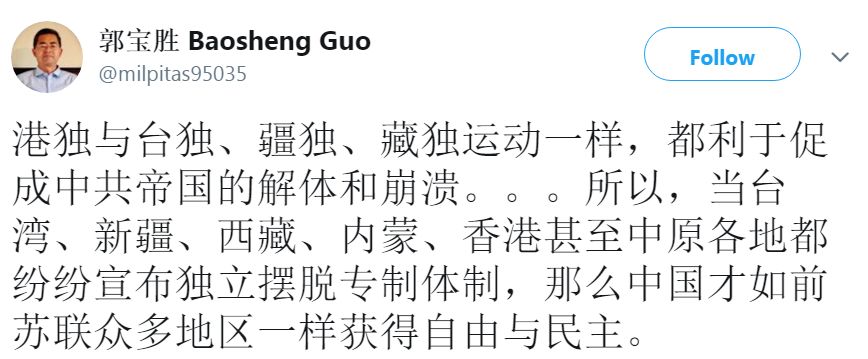 郭宝胜 Baosheng Guo
@milpitas95035
Follow
港独与台独、疆独、藏独运动一样，都利于促
成中共帝国的解体和崩溃。。。所以，当台
湾、新疆、西藏、内蒙、香港甚至中原各地都
纷纷宣布独立摆脱专制体制，那么中国才如前
苏联众多地区一样获得自由与民主。